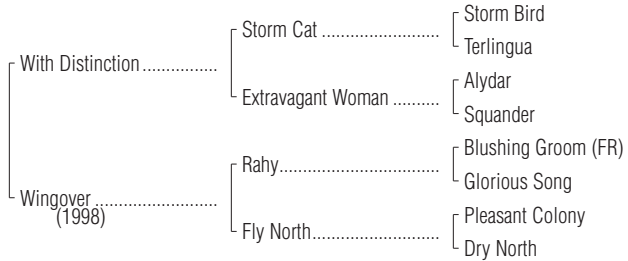 Storm Bird
Storm Cat ........................
Terlingua
With Distinction...............
Alydar
Extravagant Woman ..........
Squander
Blushing Groom (FR)
Rahy.................................
Glorious Song
Wingover .........................
(1998)
Pleasant Colony
Fly North..........................
Dry North